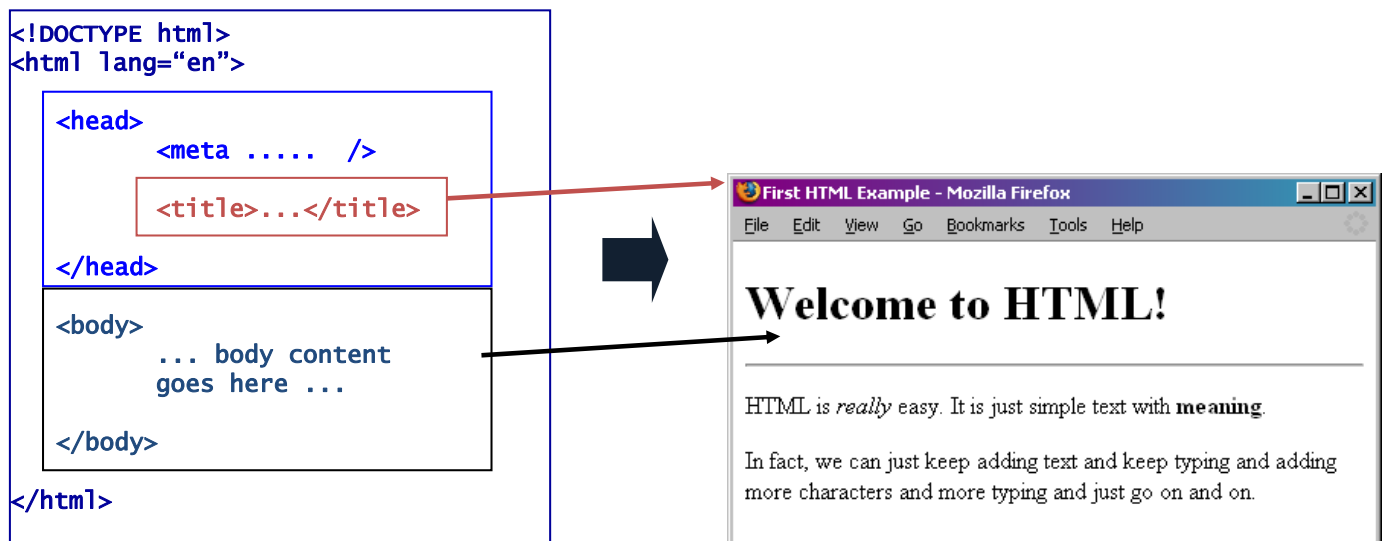 <!DOCTYPE html>
<html lang=“en”>
<head>
<meta ..... />
<title>...</title>
</head>
<body>
... body content
goes here ...
</body>
</html>
First HTML Example - Mozilla Firefox
File Edit View Go Bookmarks Tools Help
Welcome to HTML!
HTML is really easy. It is just simple text with meaning.
In fact, we can just keep adding text and keep typing and adding
more characters and more typing and just go on and on.